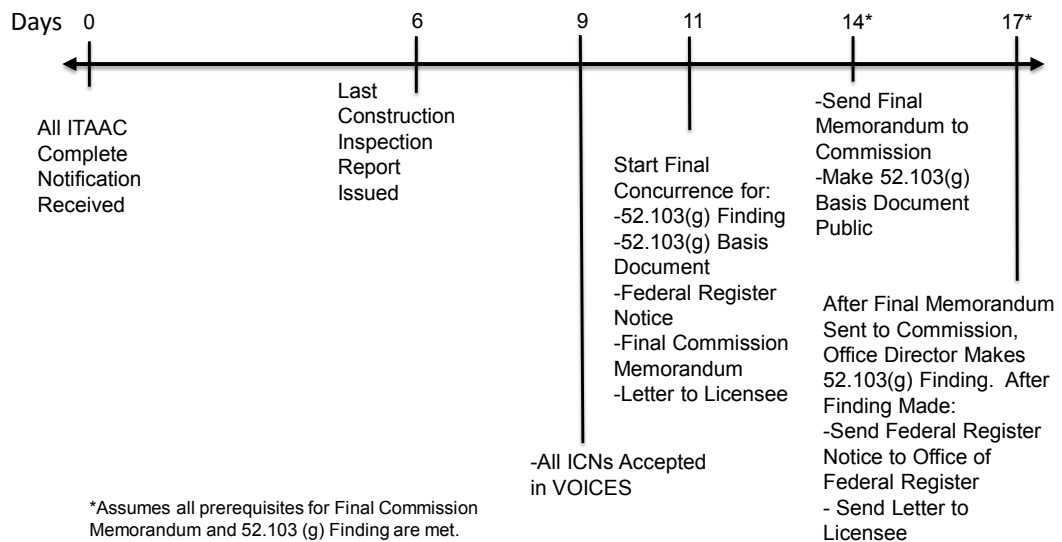 Days 0 6 9 11 14* 17*
All ITAAC
Complete
Notification
Received
Last
Construction
Inspection
Report
Issued
-All ICNs Accepted
in VOICES
Start Final
Concurrence for:
-52.103(g) Finding
-52.103(g) Basis
Document
-Federal Register
Notice
-Final Commission
Memorandum
-Letter to Licensee
-Send Final
Memorandum to
Commission
-Make 52.103(g)
Basis Document
Public
After Final Memorandum
Sent to Commission,
Office Director Makes
52.103(g) Finding.  After
Finding Made:
-Send Federal Register
Notice to Office of
Federal Register
- Send Letter to
Licensee
*Assumes all prerequisites for Final Commission
Memorandum and 52.103 (g) Finding are met.